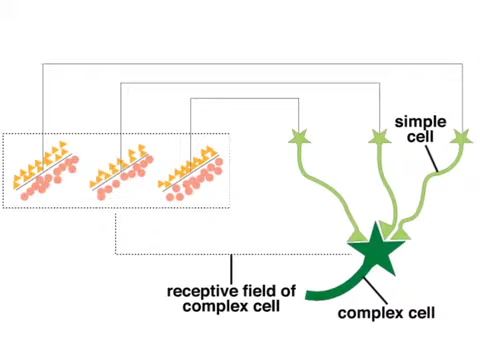 simple
cell
receptive field of
complex cell
complex cell